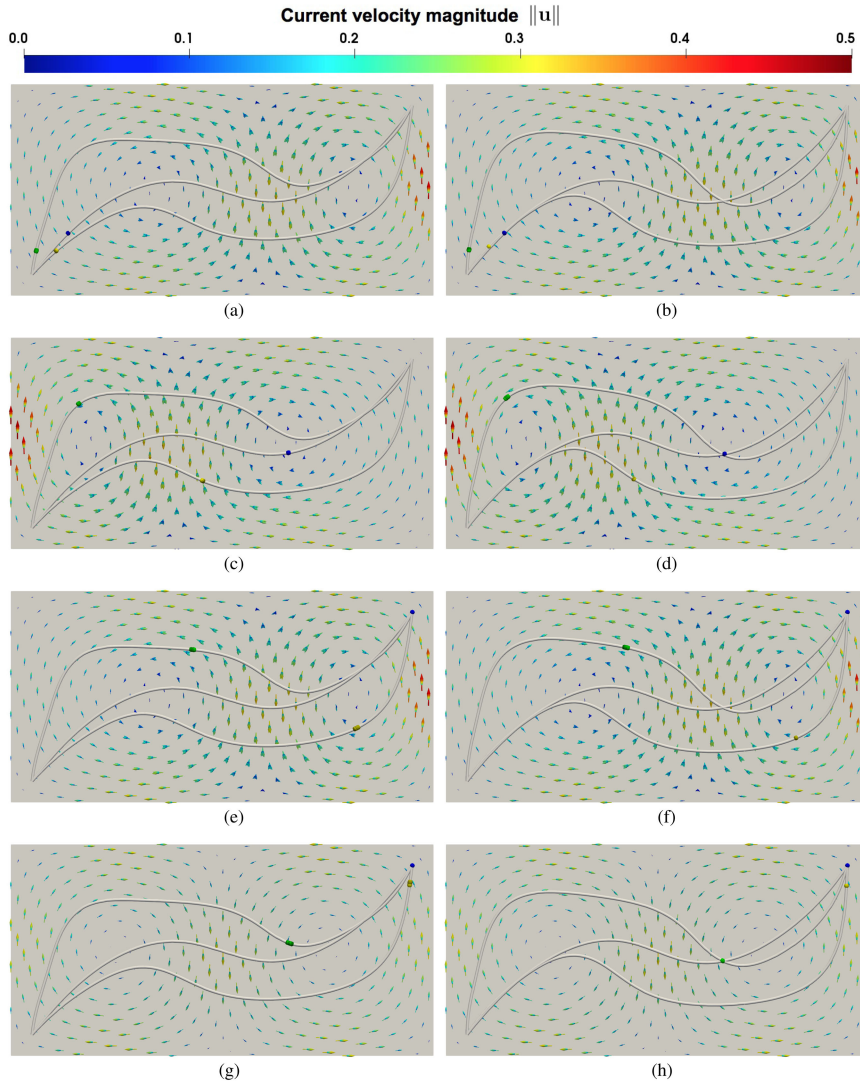 Current velocity magnitude ||u||
0.0 0.1 0.2 0.3 0.4 0.5
(a) (b)
(c) (d)
(e) (f)
(g) (h)